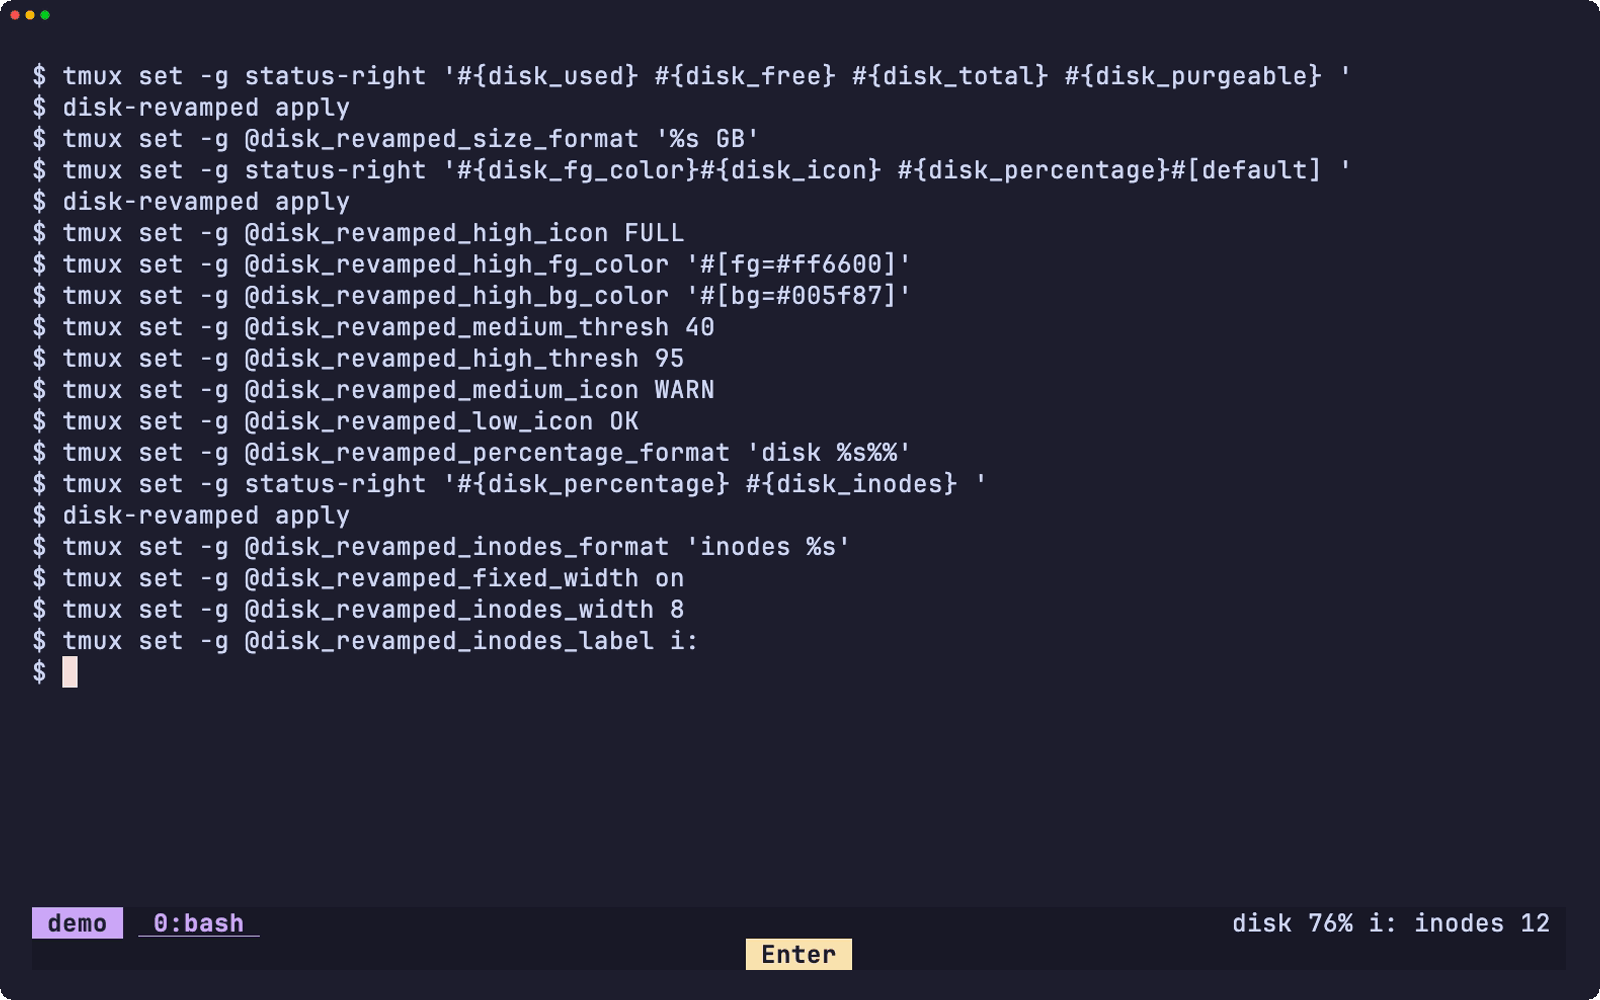 $ tmux set -g status-right '#{disk_used} #{disk_free} #{disk_total} #{disk_purgeable} '
$ disk-revamped apply
$ tmux set -g @disk_revamped_size_format '%s GB'
$ tmux set -g status-right '#{disk_fg_color}#{disk_icon} #{disk_percentage}#[default] '
$ disk-revamped apply
$ tmux set -g @disk_revamped_high_icon FULL
$ tmux set -g @disk_revamped_high_fg_color '#[fg=#ff6600]'
$ tmux set -g @disk_revamped_high_bg_color '#[bg=#005f87]'
$ tmux set -g @disk_revamped_medium_thresh 40
$ tmux set -g @disk_revamped_high_thresh 95
$ tmux set -g @disk_revamped_medium_icon WARN
$ tmux set -g @disk_revamped_low_icon OK
$ tmux set -g @disk_revamped_percentage_format 'disk %s%%'
$ tmux set -g status-right '#{disk_percentage} #{disk_inodes} '
$ disk-revamped apply
$ tmux set -g @disk_revamped_inodes_format 'inodes %s'
$ tmux set -g @disk_revamped_fixed_width on
$ tmux set -g @disk_revamped_inodes_width 8
$ tmux set -g @disk_revamped_inodes_label i:
$
demo 0:bash disk 76% i: inodes 12
Enter